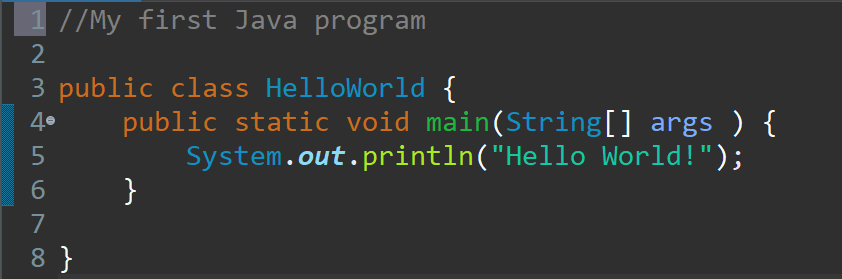 1 //My first Java program
2
3 public class HelloWorld {
4 public static void main(String[] args ) {
5 System.out.println("Hello World!");
6 }
7
8 }